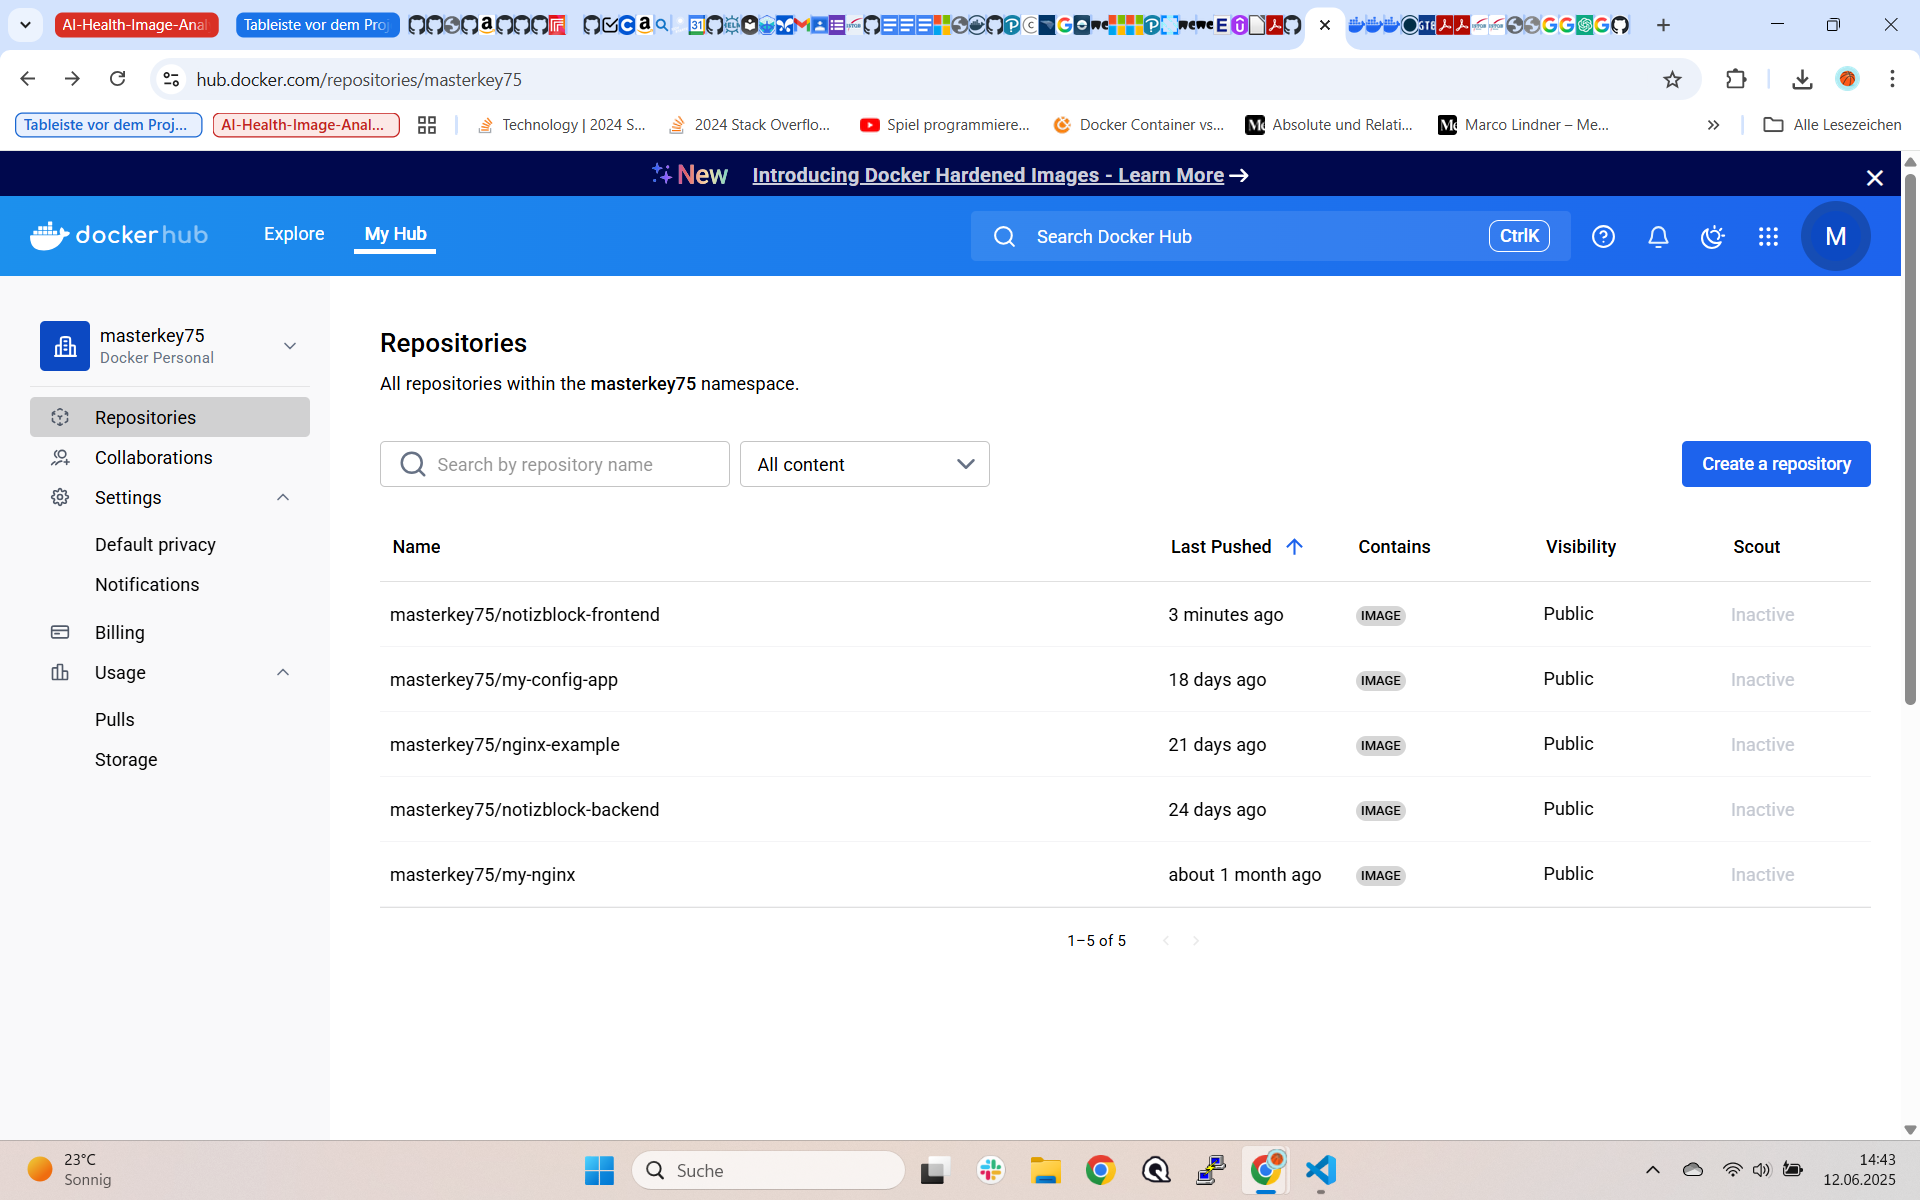 AI-Health-Image-Anal
Tableiste vor dem Proj
hub.docker.com/repositories/masterkey75
Tableiste vor dem Proj...
AI-Health-Image-Anal...
Technology | 2024 S...
2024 Stack Overflo...
Spiel programmiere...
Docker Container vs...
Absolute und Relati...
Marco Lindner – Me...
»
Alle Lesezeichen
New
Introducing Docker Hardened Images - Learn More →
docker hub
Explore
My Hub
Search Docker Hub
CtrlK
M
masterkey75
Docker Personal
Repositories
Collaborations
Settings
Default privacy
Notifications
Billing
Usage
Pulls
Storage
Repositories
All repositories within the masterkey75 namespace.
Search by repository name
All content
Create a repository
Name Last Pushed Contains Visibility Scout
masterkey75/notizblock-frontend 3 minutes ago IMAGE Public Inactive
masterkey75/my-config-app 18 days ago IMAGE Public Inactive
masterkey75/nginx-example 21 days ago IMAGE Public Inactive
masterkey75/notizblock-backend 24 days ago IMAGE Public Inactive
masterkey75/my-nginx about 1 month ago IMAGE Public Inactive
1–5 of 5
23°C
Sonnig
Suche
14:43
12.06.2025